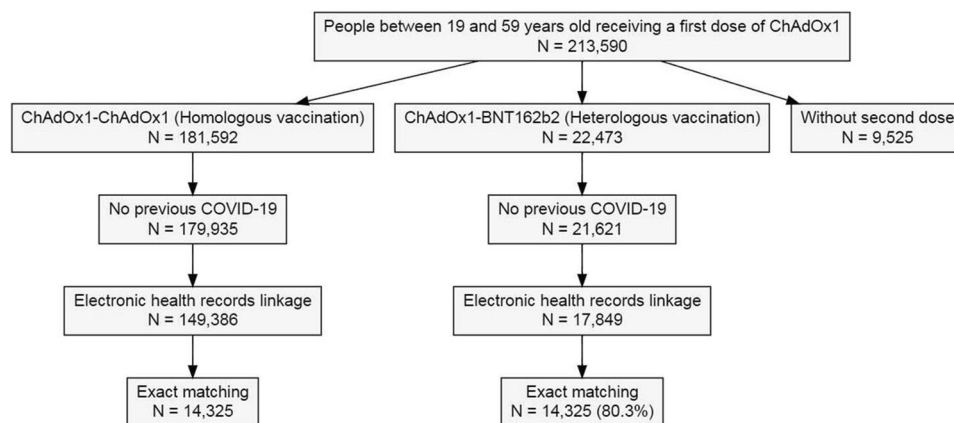 People between 19 and 59 years old receiving a first dose of ChAdOx1
N = 213,590
ChAdOx1-ChAdOx1 (Homologous vaccination)
N = 181,592
ChAdOx1-BNT162b2 (Heterologous vaccination)
N = 22,473
Without second dose
N = 9,525
No previous COVID-19
N = 179,935
No previous COVID-19
N = 21,621
Electronic health records linkage
N = 149,386
Electronic health records linkage
N = 17,849
Exact matching
N = 14,325
Exact matching
N = 14,325 (80.3%)